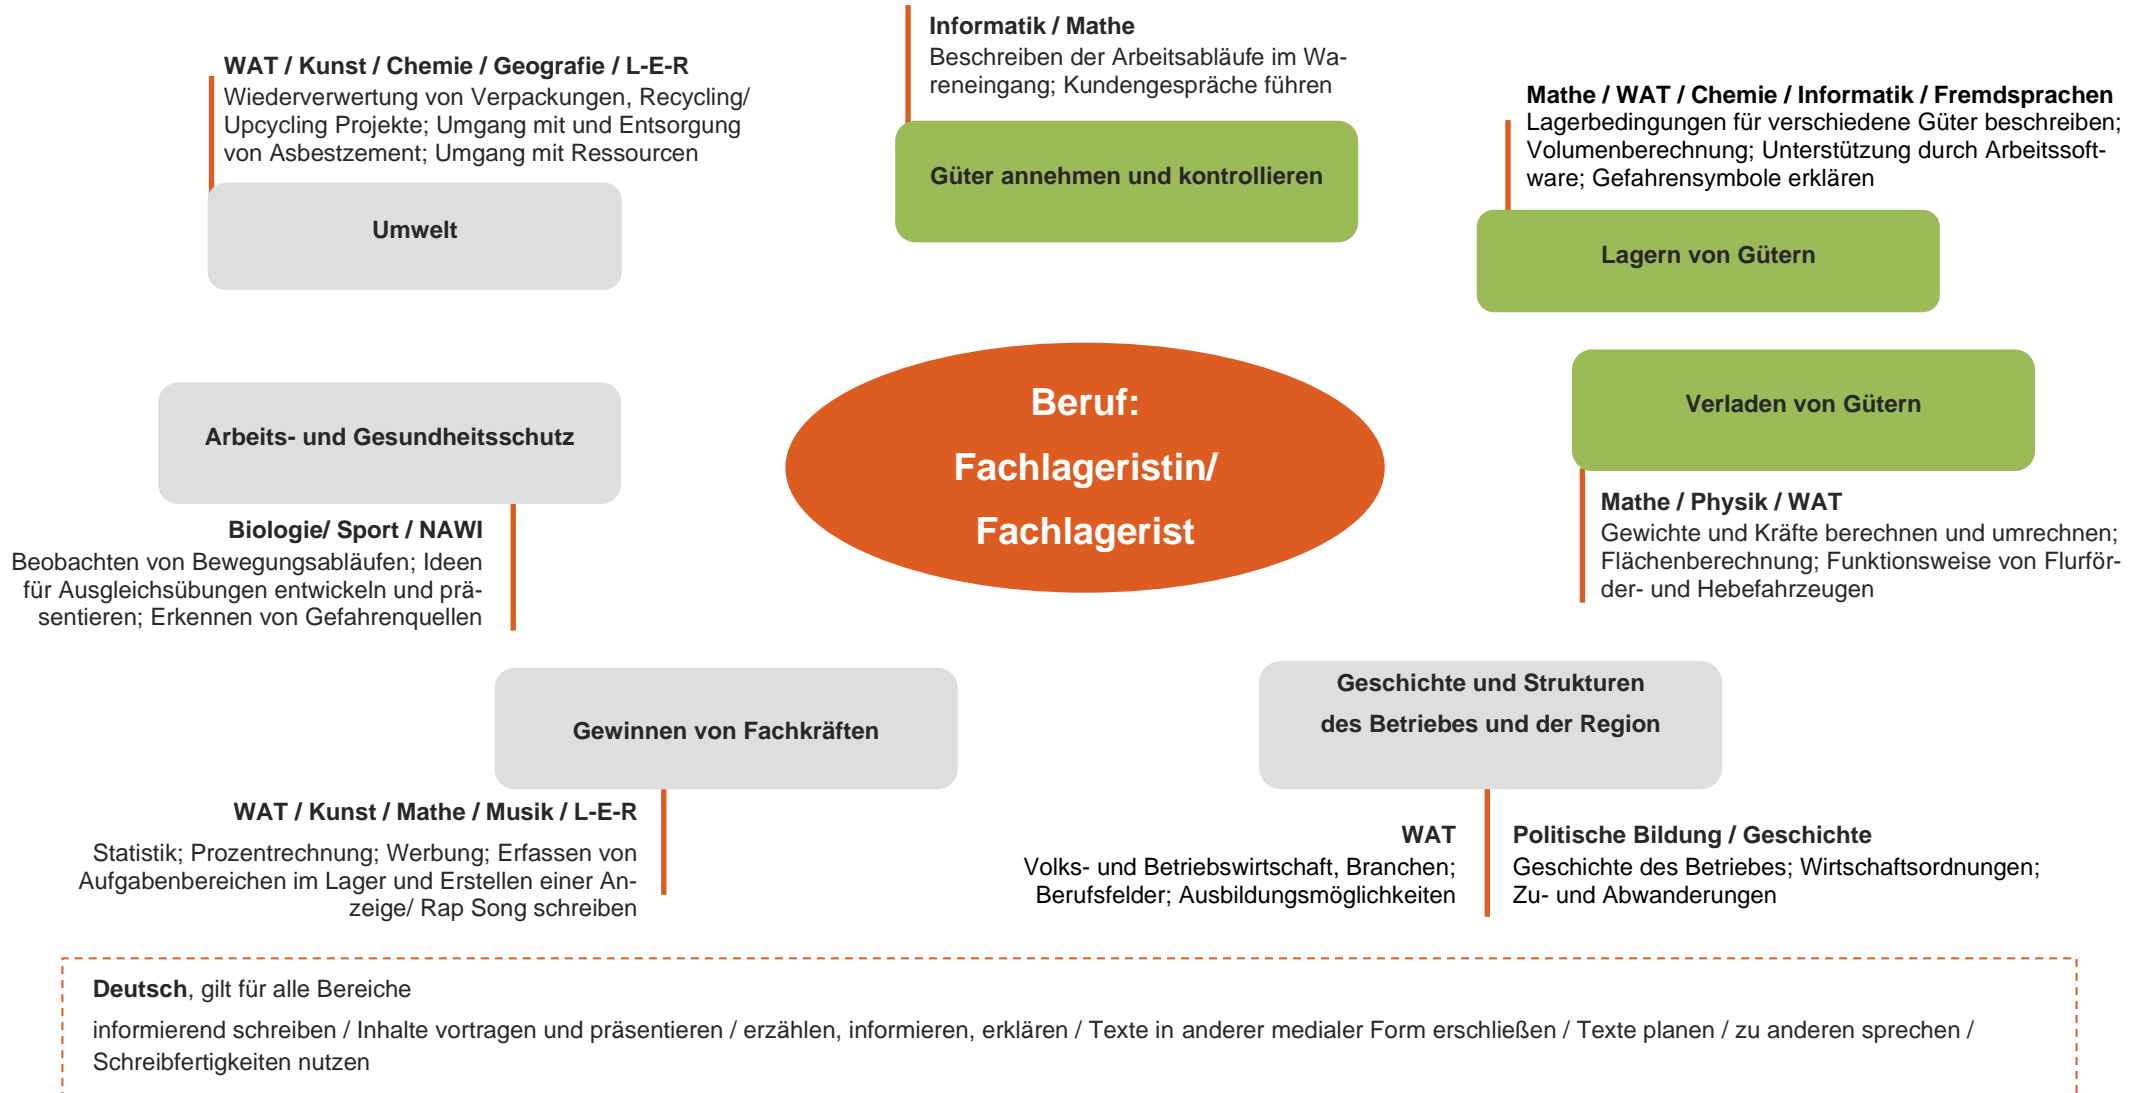 Informatik / Mathe
Beschreiben der Arbeitsabläufe im Wa-
reneingang; Kundengespräche führen
Güter annehmen und kontrollieren
WAT / Kunst / Chemie / Geografie / L-E-R
Wiederverwertung von Verpackungen, Recycling/
Upcycling Projekte; Umgang mit und Entsorgung
von Asbestzement; Umgang mit Ressourcen
Umwelt
Mathe / WAT / Chemie / Informatik / Fremdsprachen
Lagerbedingungen für verschiedene Güter beschreiben;
Volumenberechnung; Unterstützung durch Arbeitssoft-
ware; Gefahrensymbole erklären
Lagern von Gütern
Arbeits- und Gesundheitsschutz
Biologie/ Sport / NAWI
Beobachten von Bewegungsabläufen; Ideen
für Ausgleichsübungen entwickeln und prä-
sentieren; Erkennen von Gefahrenquellen
Beruf:
Fachlageristin/
Fachlagerist
Verladen von Gütern
Mathe / Physik / WAT
Gewichte und Kräfte berechnen und umrechnen;
Flächenberechnung; Funktionsweise von Flurför-
der- und Hebefahrzeugen
Gewinnen von Fachkräften
WAT / Kunst / Mathe / Musik / L-E-R
Statistik; Prozentrechnung; Werbung; Erfassen von
Aufgabenbereichen im Lager und Erstellen einer An-
zeige/ Rap Song schreiben
Geschichte und Strukturen
des Betriebes und der Region
WAT
Volks- und Betriebswirtschaft, Branchen;
Berufsfelder; Ausbildungsmöglichkeiten
Politische Bildung / Geschichte
Geschichte des Betriebes; Wirtschaftsordnungen;
Zu- und Abwanderungen
Deutsch, gilt für alle Bereiche
informierend schreiben / Inhalte vortragen und präsentieren / erzählen, informieren, erklären / Texte in anderer medialer Form erschließen / Texte planen / zu anderen sprechen /
Schreibfertigkeiten nutzen